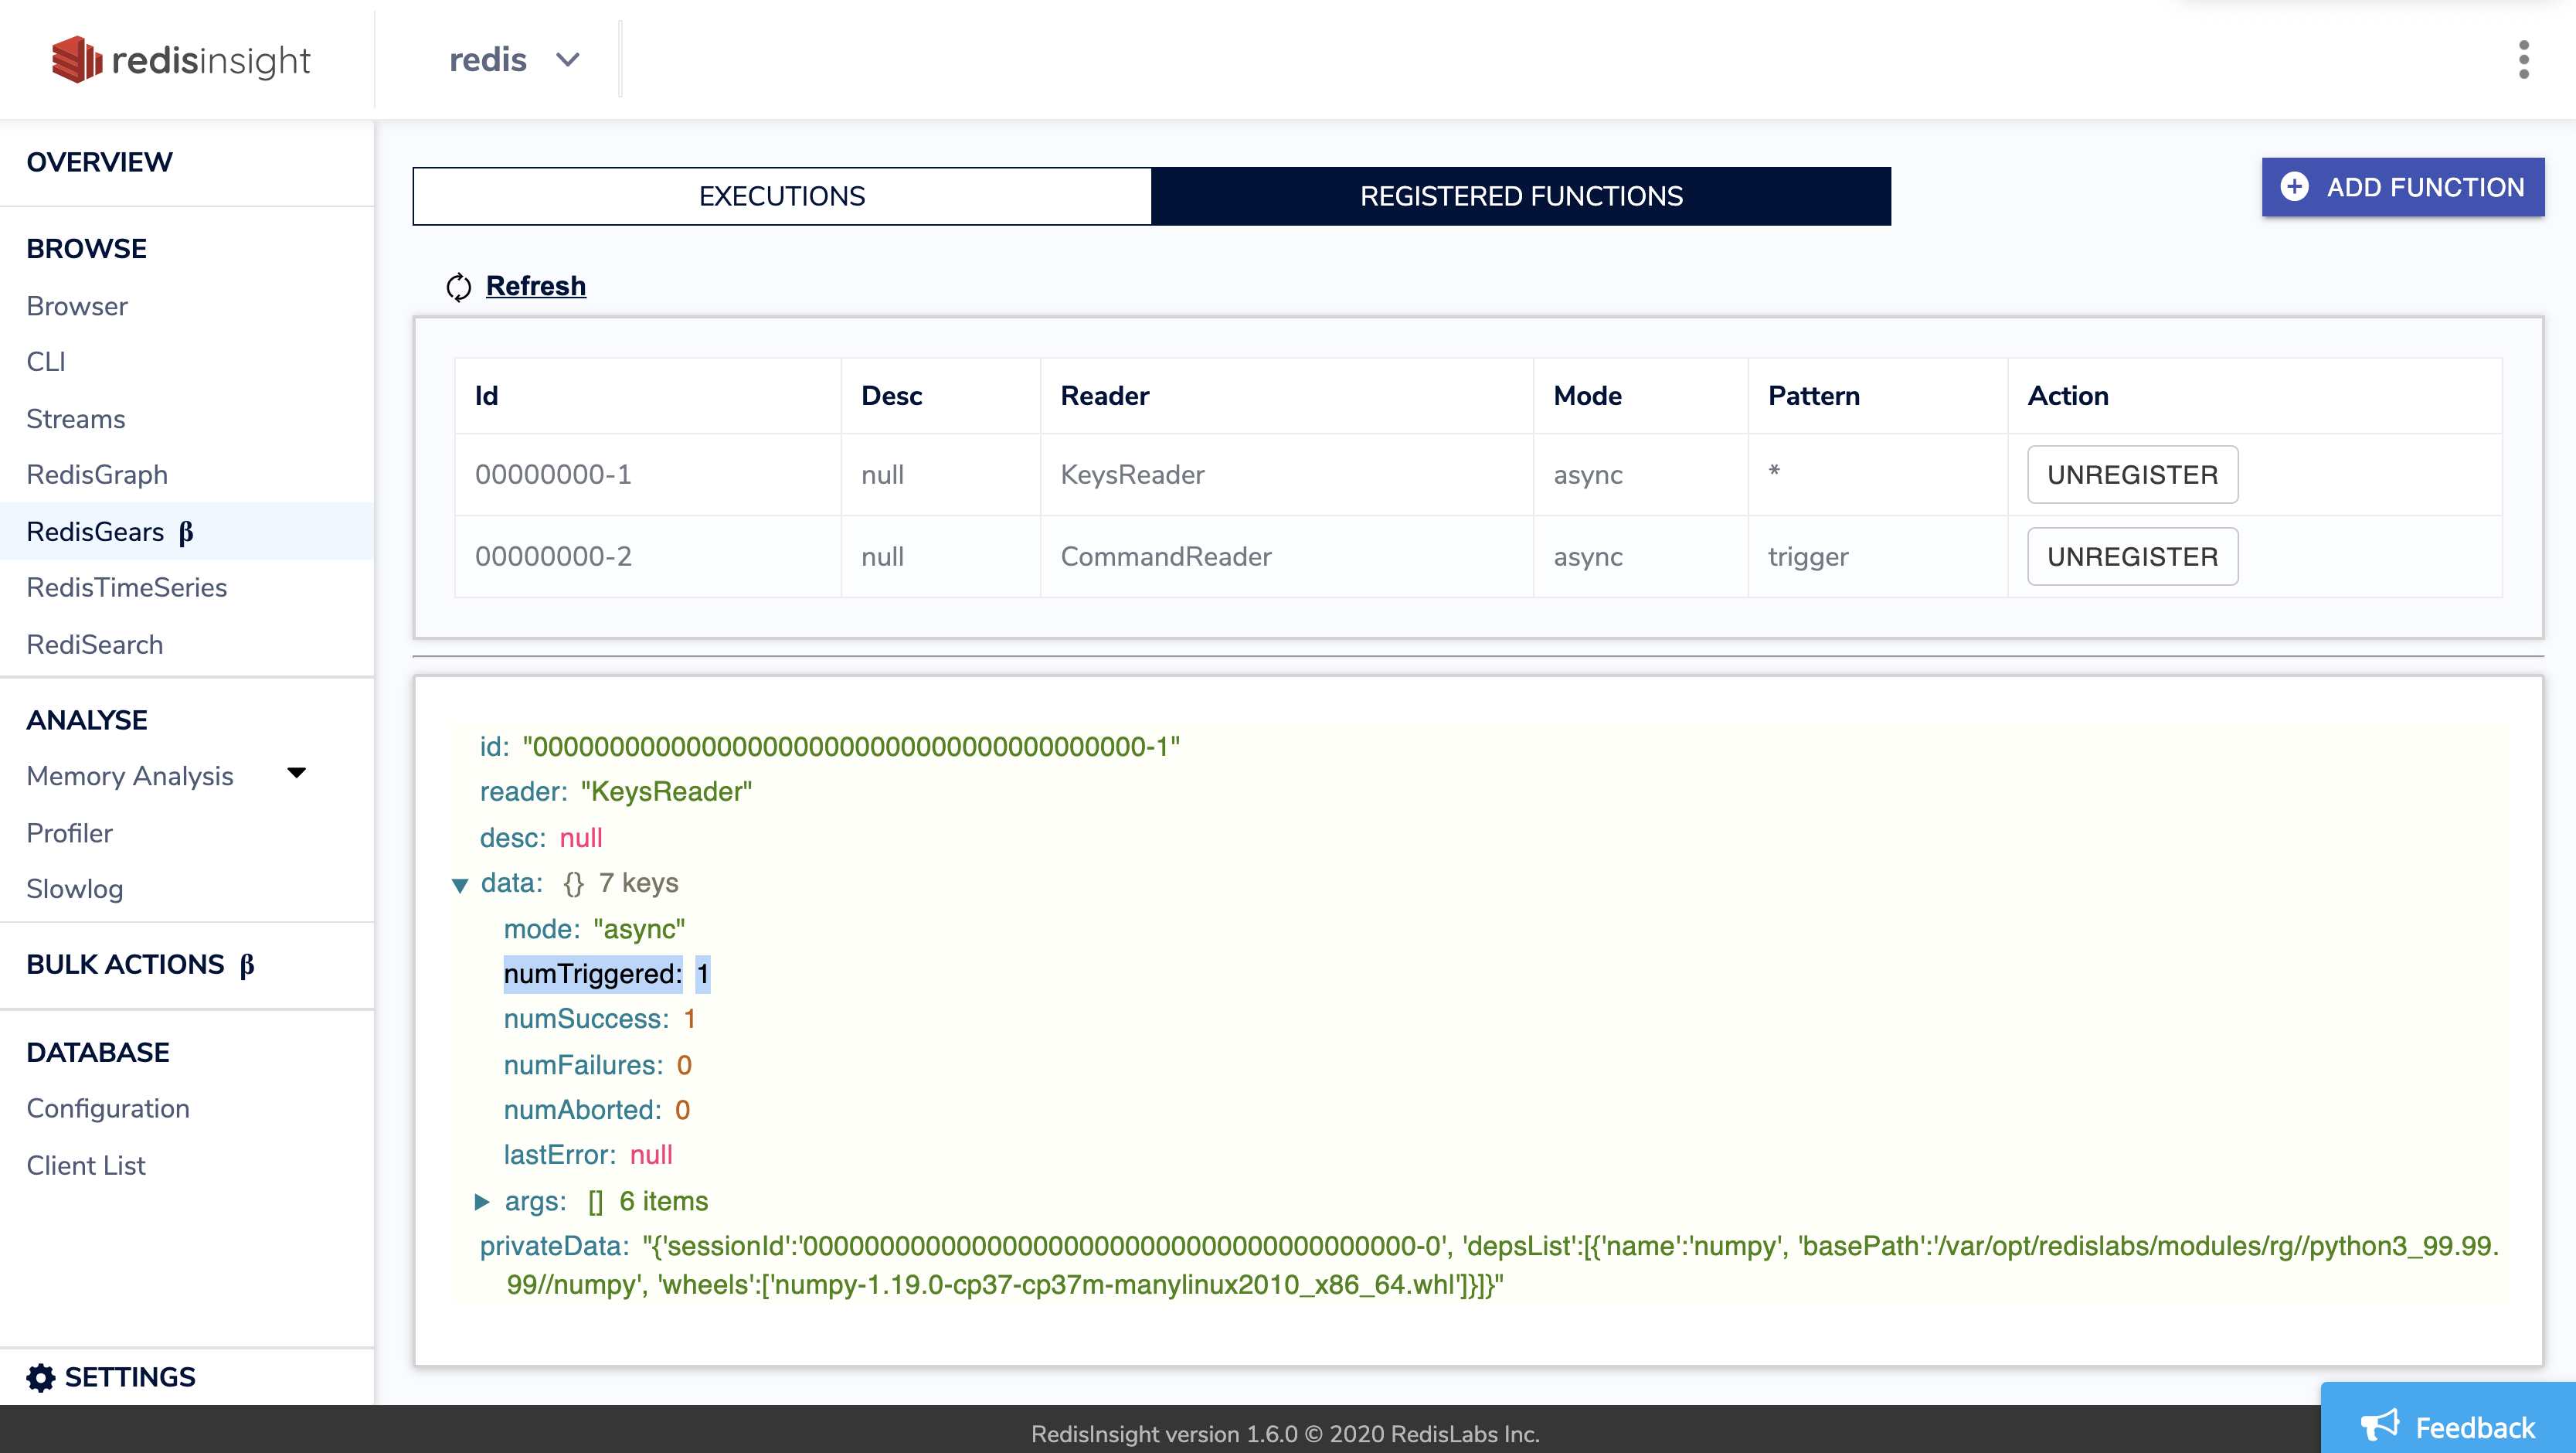 redisinsight
redis
OVERVIEW
BROWSE
Browser
CLI
Streams
RedisGraph
RedisGears β
RedisTimeSeries
RediSearch
ANALYSE
Memory Analysis
Profiler
Slowlog
BULK ACTIONS β
DATABASE
Configuration
Client List
SETTINGS
EXECUTIONS
REGISTERED FUNCTIONS
ADD FUNCTION
Refresh
Id Desc Reader Mode Pattern Action
00000000-1 null KeysReader async * UNREGISTER
00000000-2 null CommandReader async trigger UNREGISTER
id: "0000000000000000000000000000000000000000-1"
reader: "KeysReader"
desc: null
data: {} 7 keys
mode: "async"
numTriggered: 1
numSuccess: 1
numFailures: 0
numAborted: 0
lastError: null
args: [] 6 items
privateData: "{'sessionId':'0000000000000000000000000000000000000000-0', 'depsList':[{'name':'numpy', 'basePath':'/var/opt/redislabs/modules/rg//python3_99.99.
99//numpy', 'wheels':['numpy-1.19.0-cp37-cp37m-manylinux2010_x86_64.whl']}]}"
RedisInsight version 1.6.0 © 2020 RedisLabs Inc.
Feedback